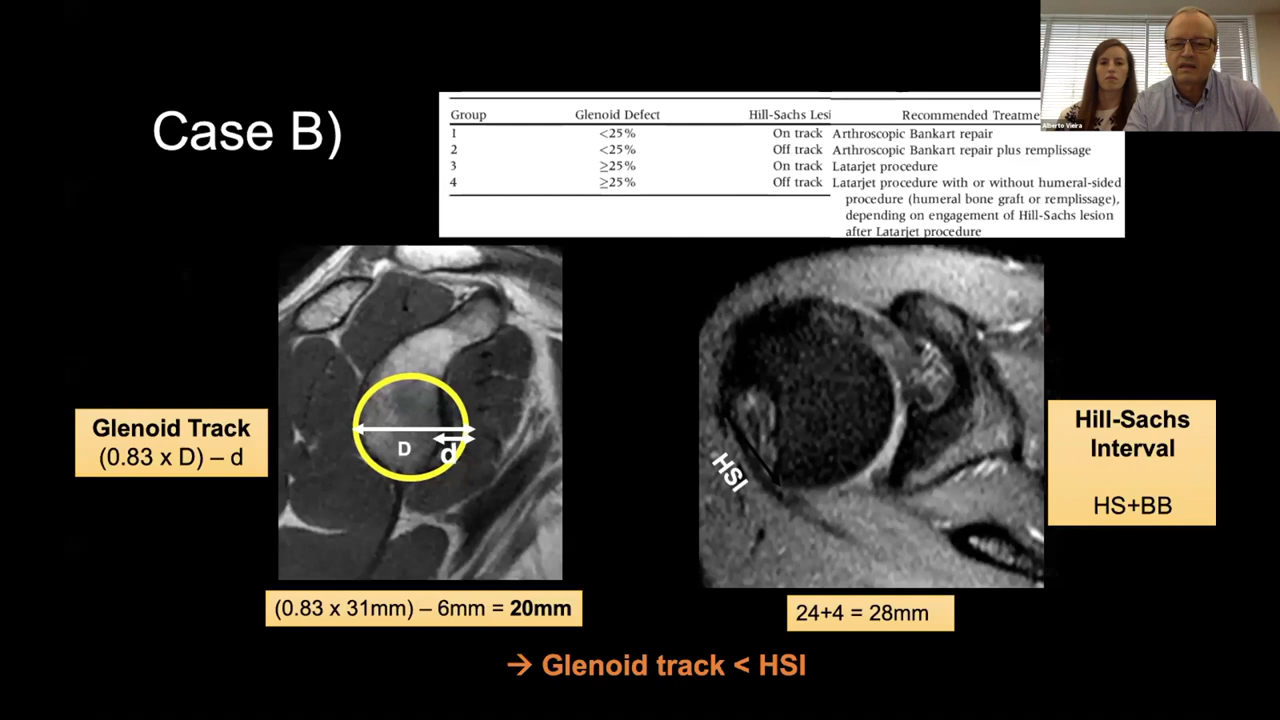 Alberto Vieira
Case B)
Group Glenoid Defect Hill-Sachs Lesi Recommended Treatme
1 <25% On track Arthroscopic Bankart repair
2 <25% Off track Arthroscopic Bankart repair plus remplissage
3 ≥25% On track Latarjet procedure
4 ≥25% Off track Latarjet procedure with or without humeral-sided
procedure (humeral bone graft or remplissage),
depending on engagement of Hill-Sachs lesion
after Latarjet procedure
Glenoid Track
(0.83 x D) – d
D
d
HSI
Hill-Sachs
Interval
HS+BB
(0.83 x 31mm) – 6mm = 20mm
24+4 = 28mm
→ Glenoid track < HSI